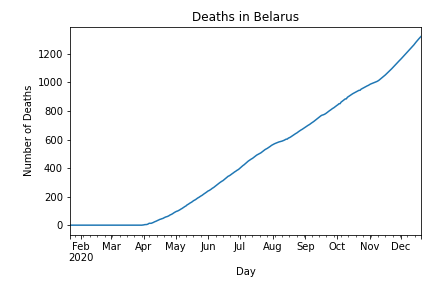 Deaths in Belarus
Number of Deaths
1200
1000
800
600
400
200
0
Feb Mar Apr May Jun Jul Aug Sep Oct Nov Dec
2020
Day